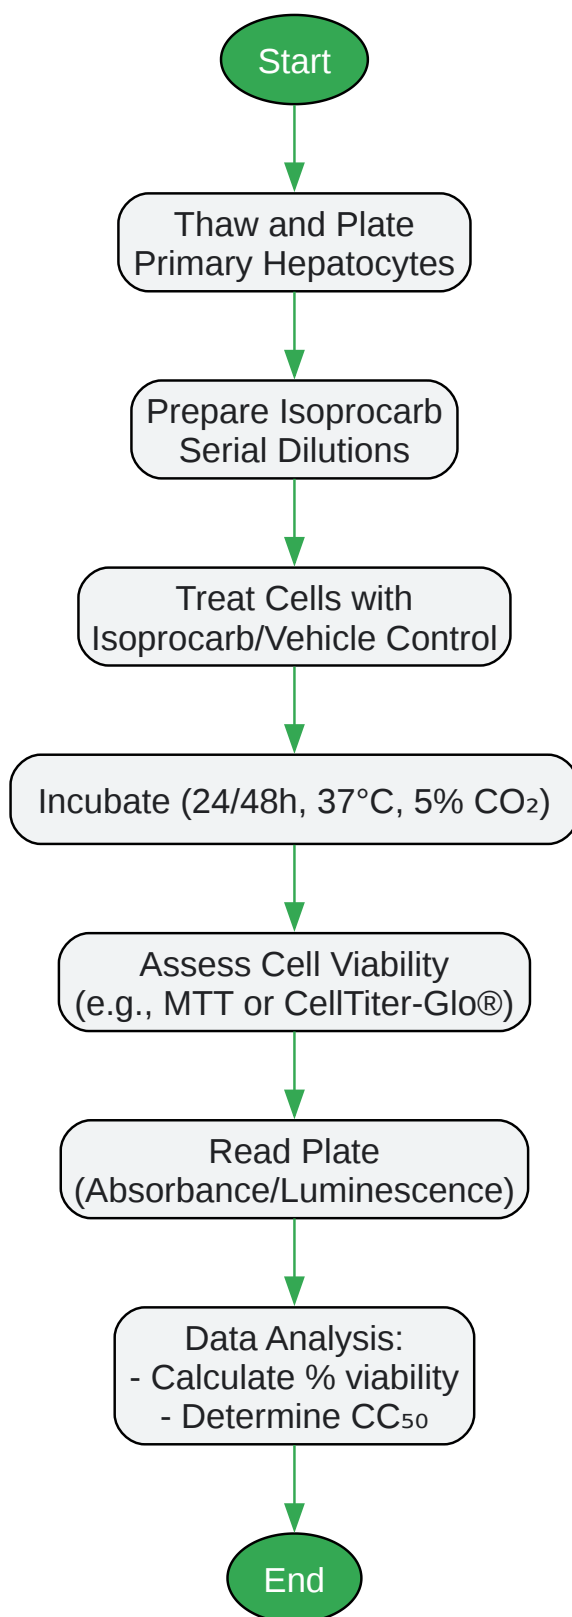 Start
Thaw and Plate
Primary Hepatocytes
Prepare Isoprocarb
Serial Dilutions
Treat Cells with
Isoprocarb/Vehicle Control
Incubate (24/48h, 37°C, 5% CO₂)
Assess Cell Viability
(e.g., MTT or CellTiter-Glo®)
Read Plate
(Absorbance/Luminescence)
Data Analysis:
- Calculate % viability
- Determine CC₅₀
End